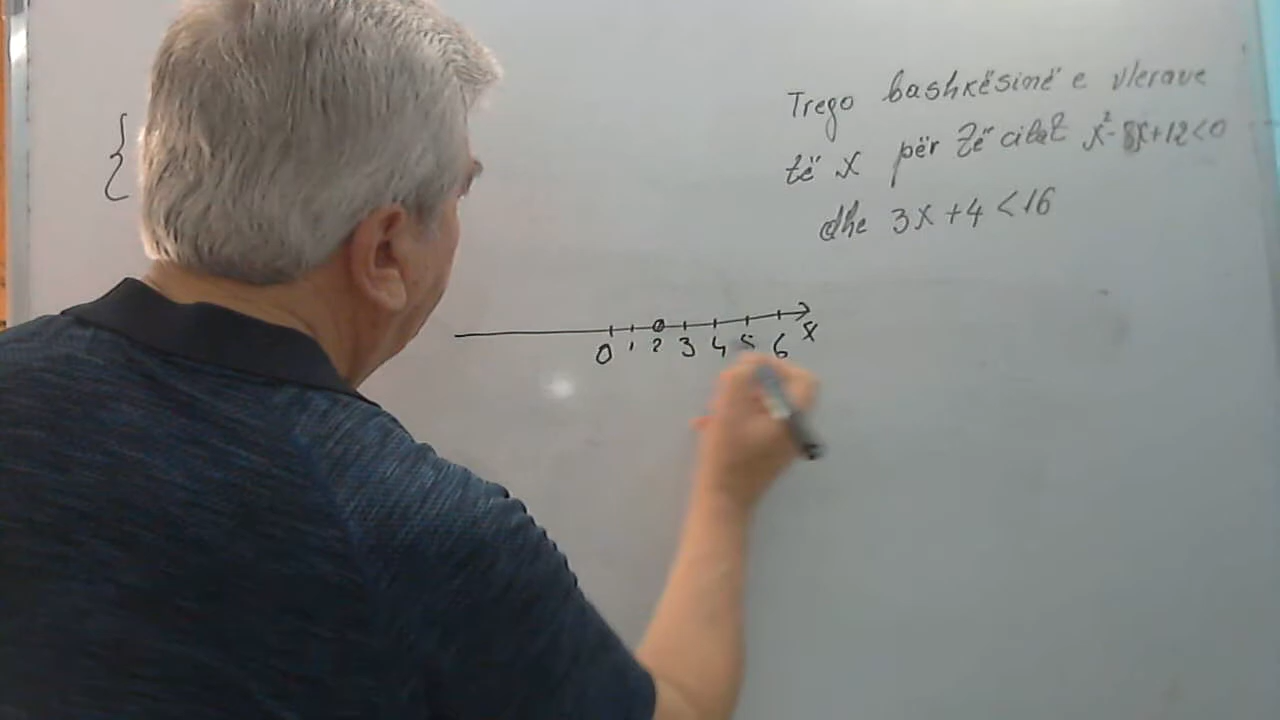 Trego bashkësinë e vlerave
të x për të cilat x²-8x+12<0
dhe 3x+4<16
{
0 1 2 3 4 5 6 x